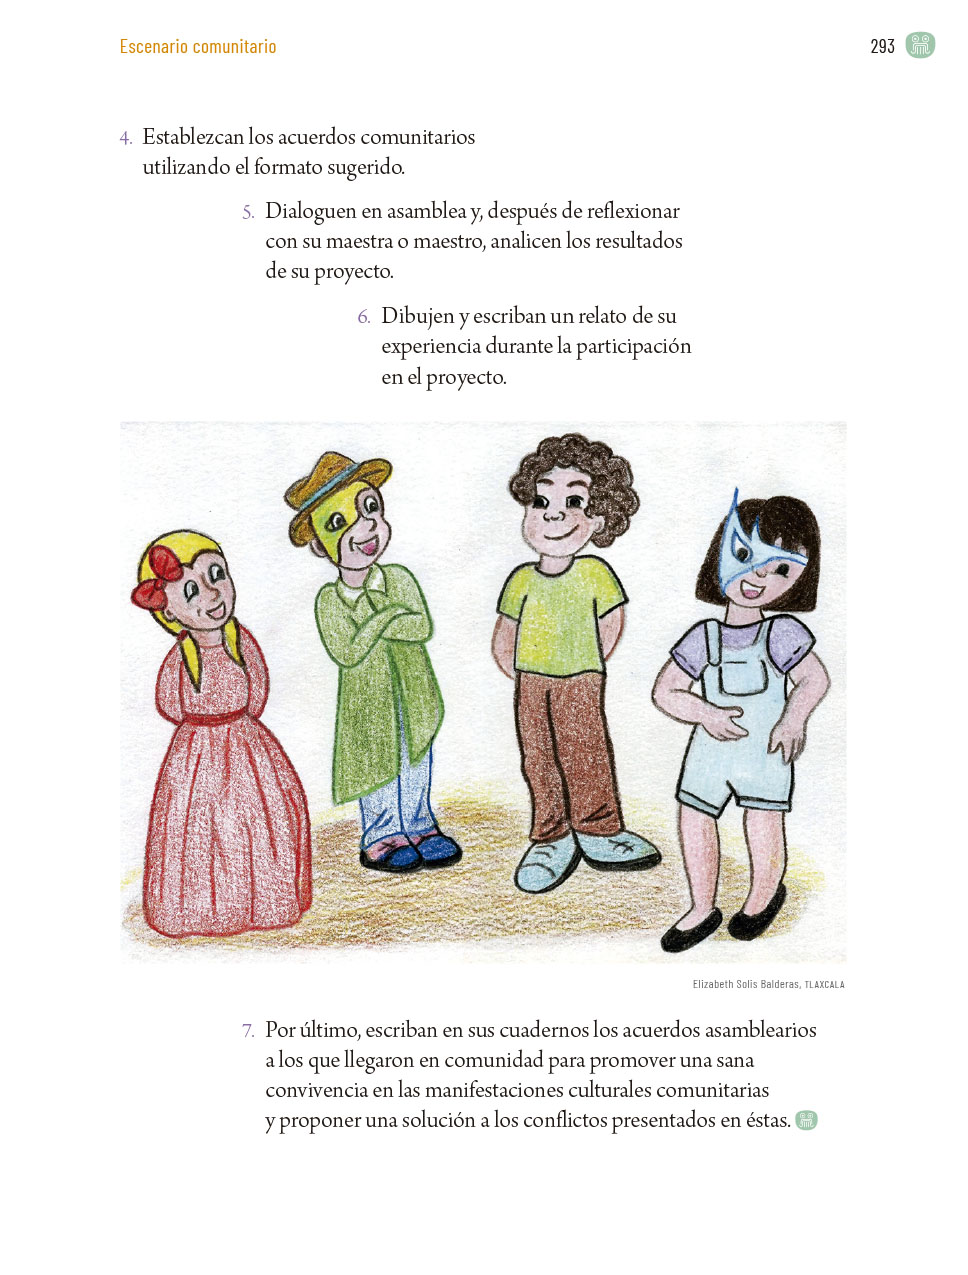 Escenario comunitario
293
4. Establezcan los acuerdos comunitarios
utilizando el formato sugerido.
5. Dialoguen en asamblea y, después de reflexionar
con su maestra o maestro, analicen los resultados
de su proyecto.
6. Dibujen y escriban un relato de su
experiencia durante la participación
en el proyecto.
Elizabeth Solis Balderas, TLAXCALA
7. Por último, escriban en sus cuadernos los acuerdos asamblearios
a los que llegaron en comunidad para promover una sana
convivencia en las manifestaciones culturales comunitarias
y proponer una solución a los conflictos presentados en éstas.